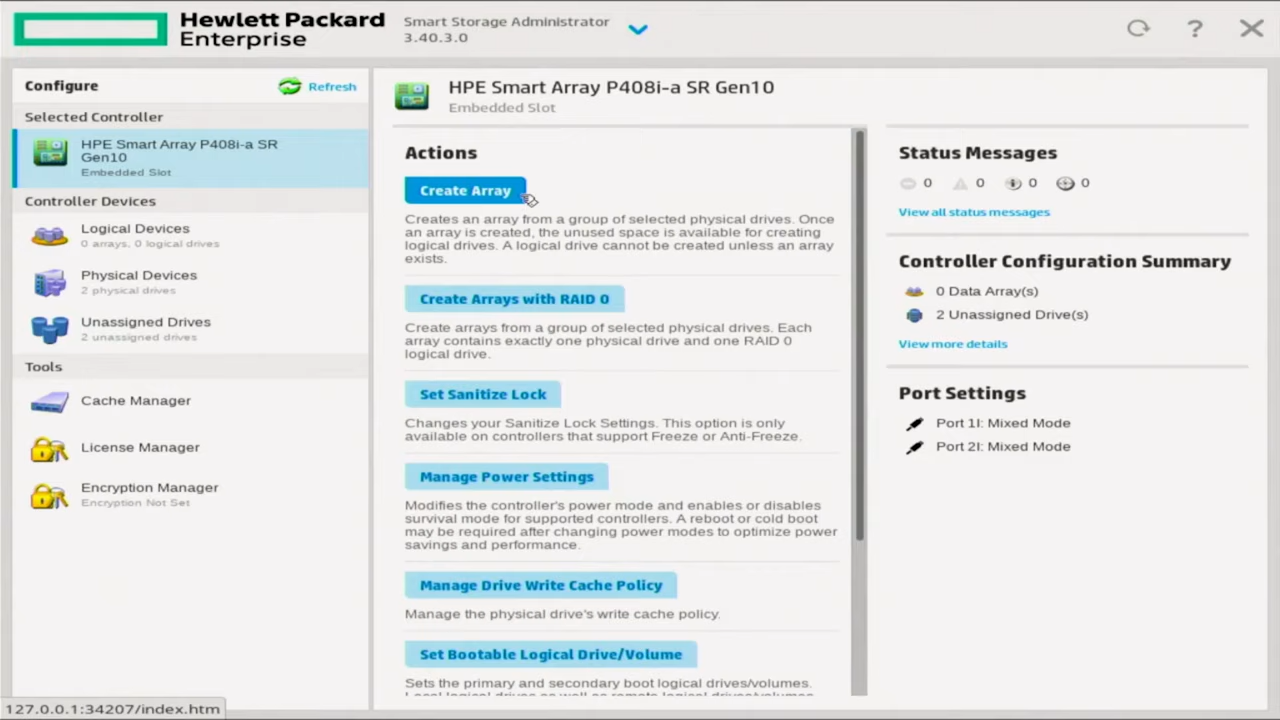 Hewlett Packard
Enterprise
Smart Storage Administrator
3.40.3.0
?
Configure
Refresh
Selected Controller
HPE Smart Array P408i-a SR
Gen10
Embedded Slot
Controller Devices
Logical Devices
0 arrays, 0 logical drives
Physical Devices
2 physical drives
Unassigned Drives
2 unassigned drives
Tools
Cache Manager
License Manager
Encryption Manager
Encryption Not Set
HPE Smart Array P408i-a SR Gen10
Embedded Slot
Actions
Create Array
Creates an array from a group of selected physical drives. Once
an array is created, the unused space is available for creating
logical drives. A logical drive cannot be created unless an array
exists.
Create Arrays with RAID 0
Create arrays from a group of selected physical drives. Each
array contains exactly one physical drive and one RAID 0
logical drive.
Set Sanitize Lock
Changes your Sanitize Lock Settings. This option is only
available on controllers that support Freeze or Anti-Freeze.
Manage Power Settings
Modifies the controller's power mode and enables or disables
survival mode for supported controllers. A reboot or cold boot
may be required after changing power modes to optimize power
savings and performance.
Manage Drive Write Cache Policy
Manage the physical drive's write cache policy.
Set Bootable Logical Drive/Volume
Sets the primary and secondary boot logical drives/volumes.
Local logical drives as well as remote logical drives/volumes
Status Messages
0 0 0 0
View all status messages
Controller Configuration Summary
0 Data Array(s)
2 Unassigned Drive(s)
View more details
Port Settings
Port 1I: Mixed Mode
Port 2I: Mixed Mode
127.0.0.1:34207/index.htm